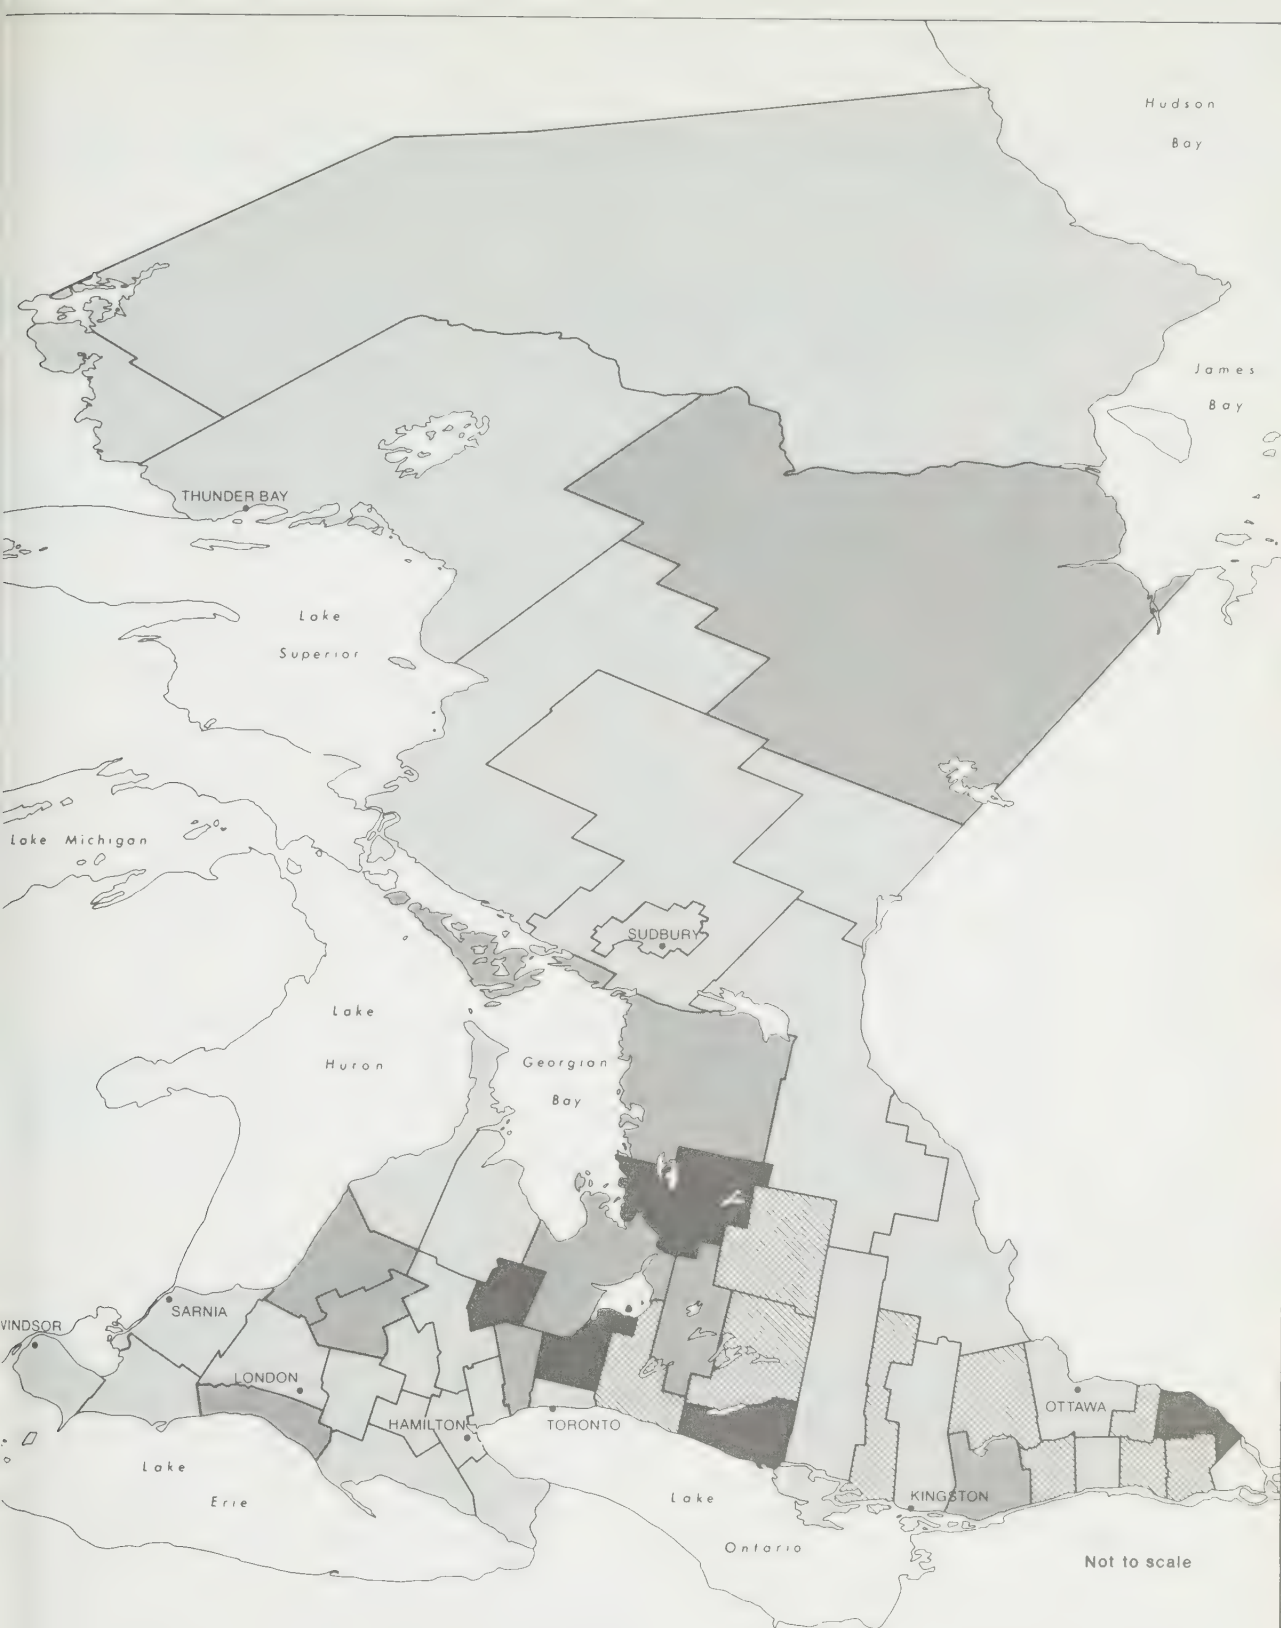 Hudson
Bay
James
Bay
THUNDER BAY
Lake
Superior
Lake Michigan
SUDBURY
Lake
Huron
Georgian
Bay
SARNIA
WINDSOR
LONDON
HAMILTON
TORONTO
OTTAWA
KINGSTON
Lake
Erie
Lake
Ontario
Not to scale